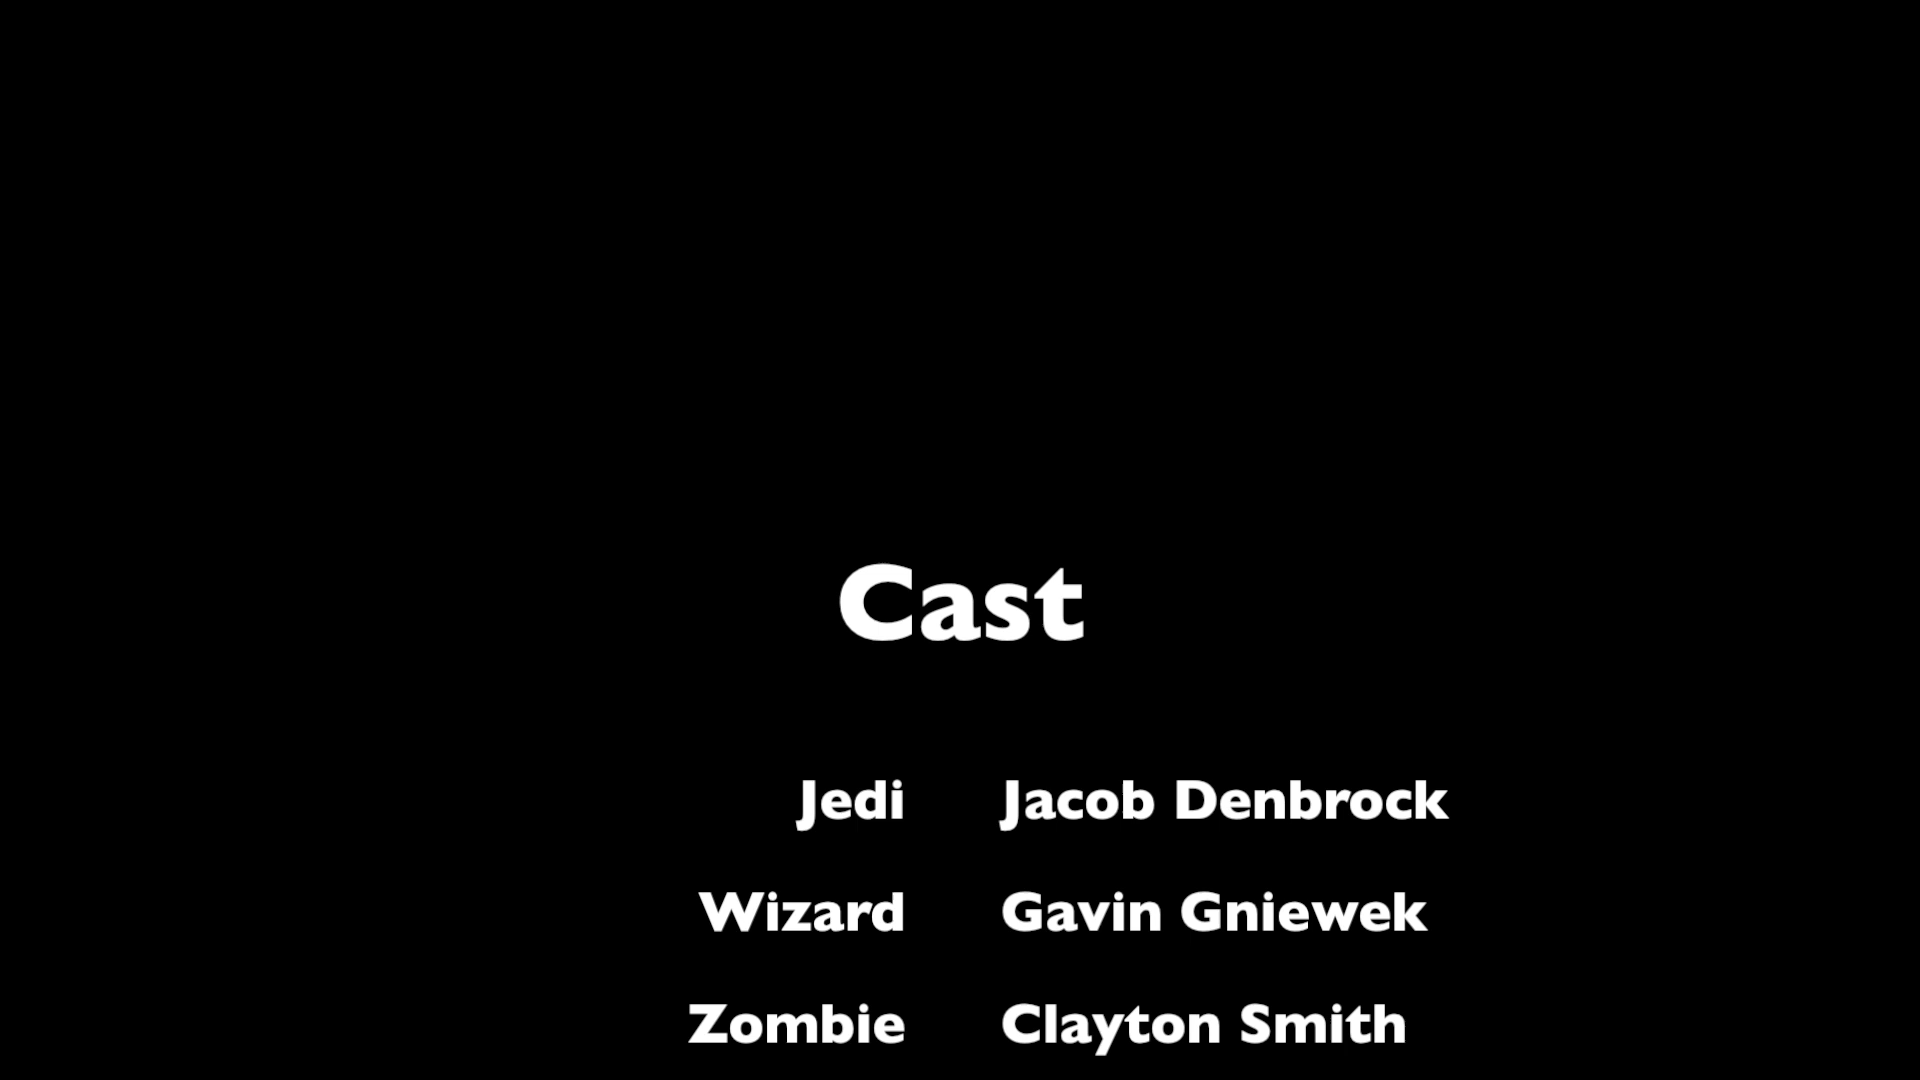 Cast
Jedi Jacob Denbrock
Wizard Gavin Gniewek
Zombie Clayton Smith